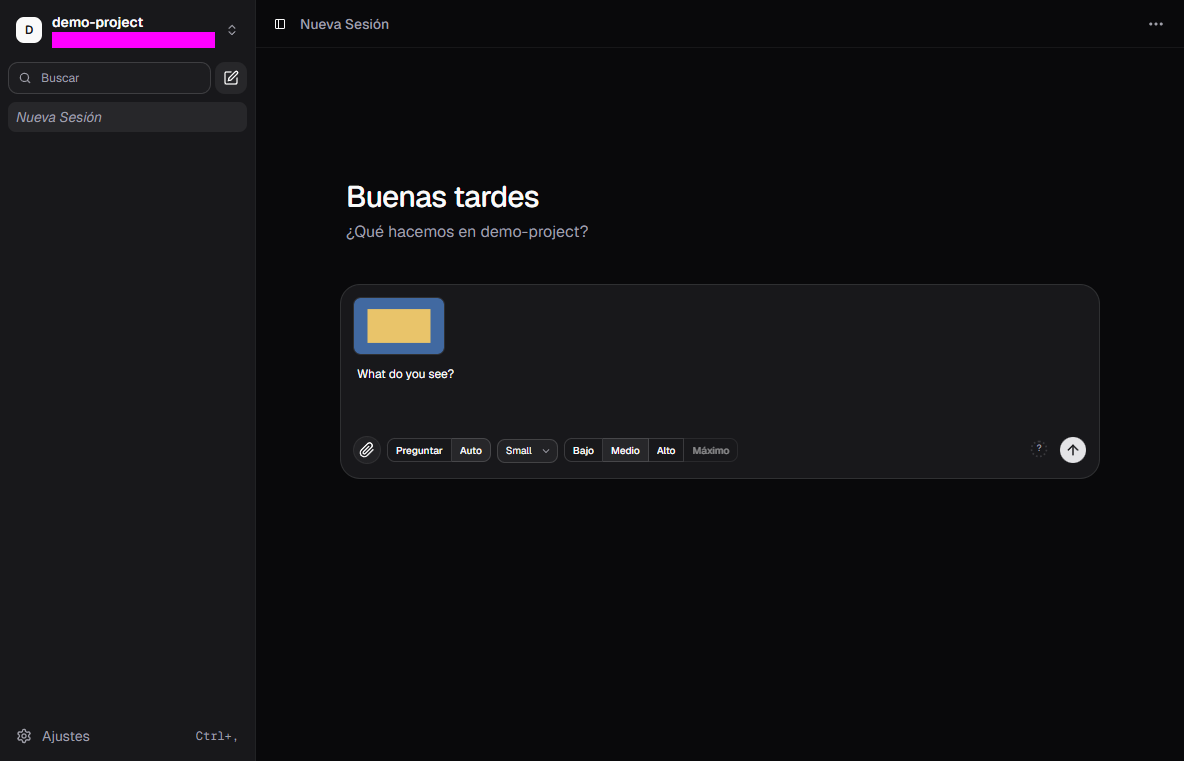 D
demo-project
Buscar
Nueva Sesión
Ajustes
Ctrl+,
Nueva Sesión
Buenas tardes
¿Qué hacemos en demo-project?
What do you see?
Preguntar Auto Small Bajo Medio Alto Máximo
?